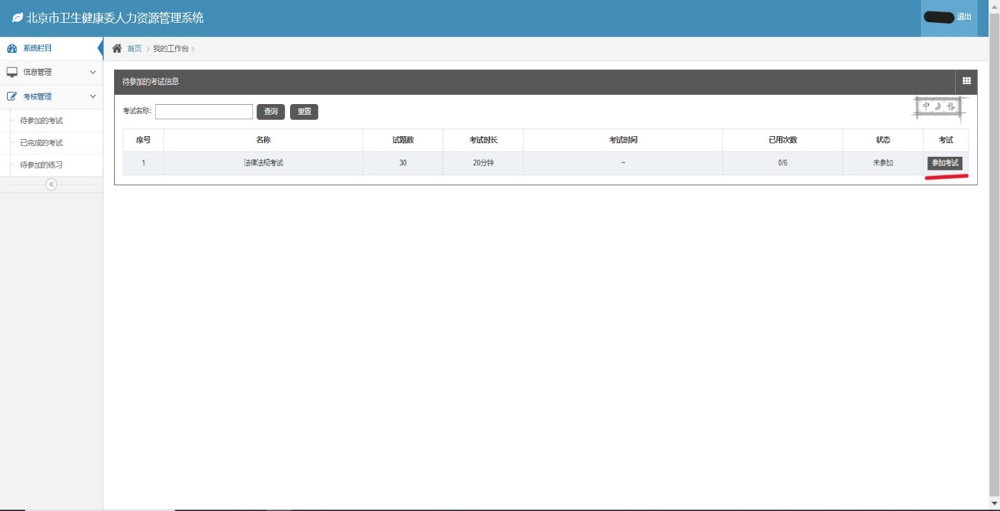 北京市卫生健康委人力资源管理系统
退出
系统栏目
首页 > 我的工作台 >
信息管理
考核管理
待参加的考试
已完成的考试
待参加的练习
待参加的考试信息
考试名称: 查询 重置
序号 名称 试题数 考试时长 考试时间 已用次数 状态 考试
1 法律法规考试 30 20分钟 ~ 0/6 未参加 参加考试